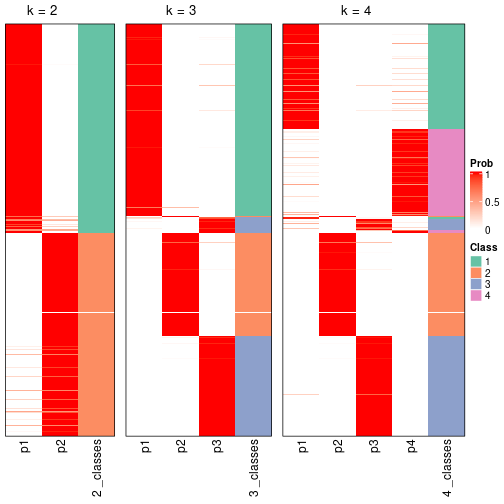 k = 2
k = 3
k = 4
Prob
1
0.5
0
Class
1
2
3
4
p1
p2
2_classes
p1
p2
p3
3_classes
p1
p2
p3
p4
4_classes